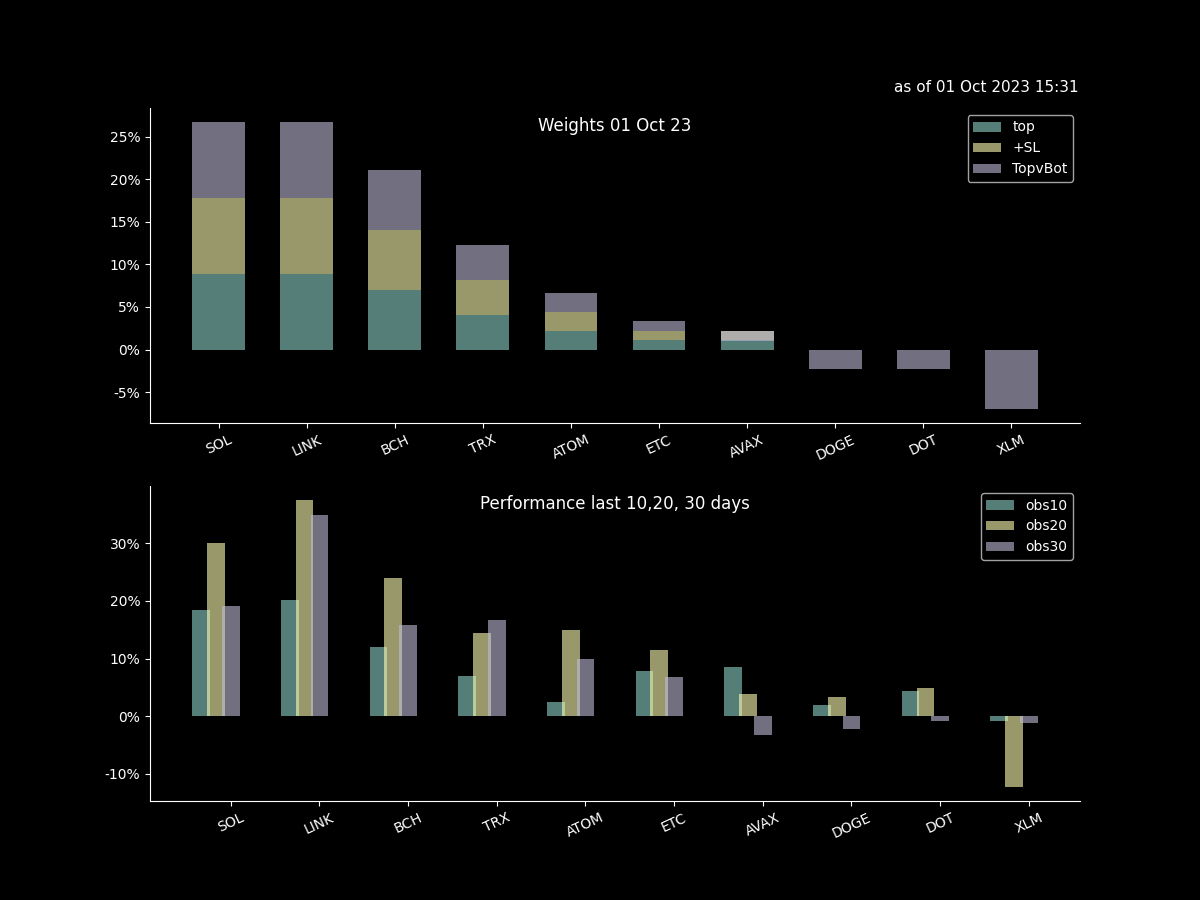 as of 01 Oct 2023 15:31
Weights 01 Oct 23
top
+SL
TopvBot
25%
20%
15%
10%
5%
0%
-5%
SOL LINK BCH TRX ATOM ETC AVAX DOGE DOT XLM
Performance last 10,20, 30 days
obs10
obs20
obs30
30%
20%
10%
0%
-10%
SOL LINK BCH TRX ATOM ETC AVAX DOGE DOT XLM